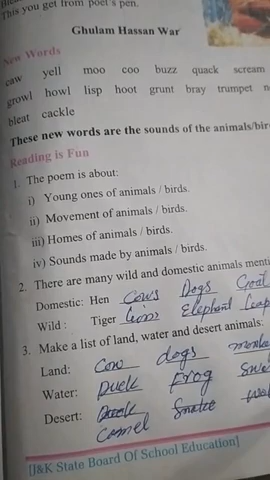 This you get from poet's pen.
Ghulam Hassan War
New Words
caw yell moo coo buzz quack scream
growl howl lisp hoot grunt bray trumpet
bleat cackle
These new words are the sounds of the animals/bir
Reading is Fun
1. The poem is about:
i) Young ones of animals / birds.
ii) Movement of animals / birds.
iii) Homes of animals / birds.
iv) Sounds made by animals / birds.
2. There are many wild and domestic animals menti
Domestic: Hen Cows Dogs Goat
Wild : Tiger Lion Elephant Leap
3. Make a list of land, water and desert animals:
Land: Cow dogs monke
Water: Duck Frog
Desert: Duck Snake
Camel
[J&K State Board Of School Education]